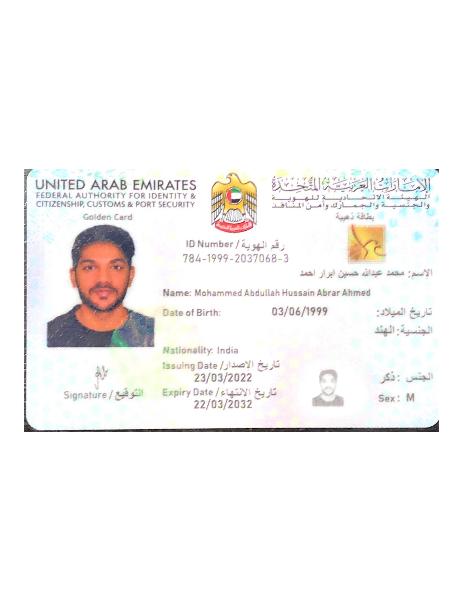 UNITED ARAB EMIRATES
FEDERAL AUTHORITY FOR IDENTITY &
CITIZENSHIP, CUSTOMS & PORT SECURITY
الإمارات العربية المتحدة
الهيئة الاتحادية للهوية
والجنسية والجمارك وأمن المنافذ
Golden Card
بطاقة ذهبية
ID Number / رقم الهوية
784-1999-2037068-3
الاسم: محمد عبدالله حسين ابرار احمد
Name: Mohammed Abdullah Hussain Abrar Ahmed
Date of Birth: 03/06/1999 تاريخ الميلاد:
الجنسية: الهند
Nationality: India
Issuing Date / تاريخ الاصدار
23/03/2022
Expiry Date / تاريخ الانتهاء
22/03/2032
الجنس: ذكر
Sex: M
Signature / التوقيع